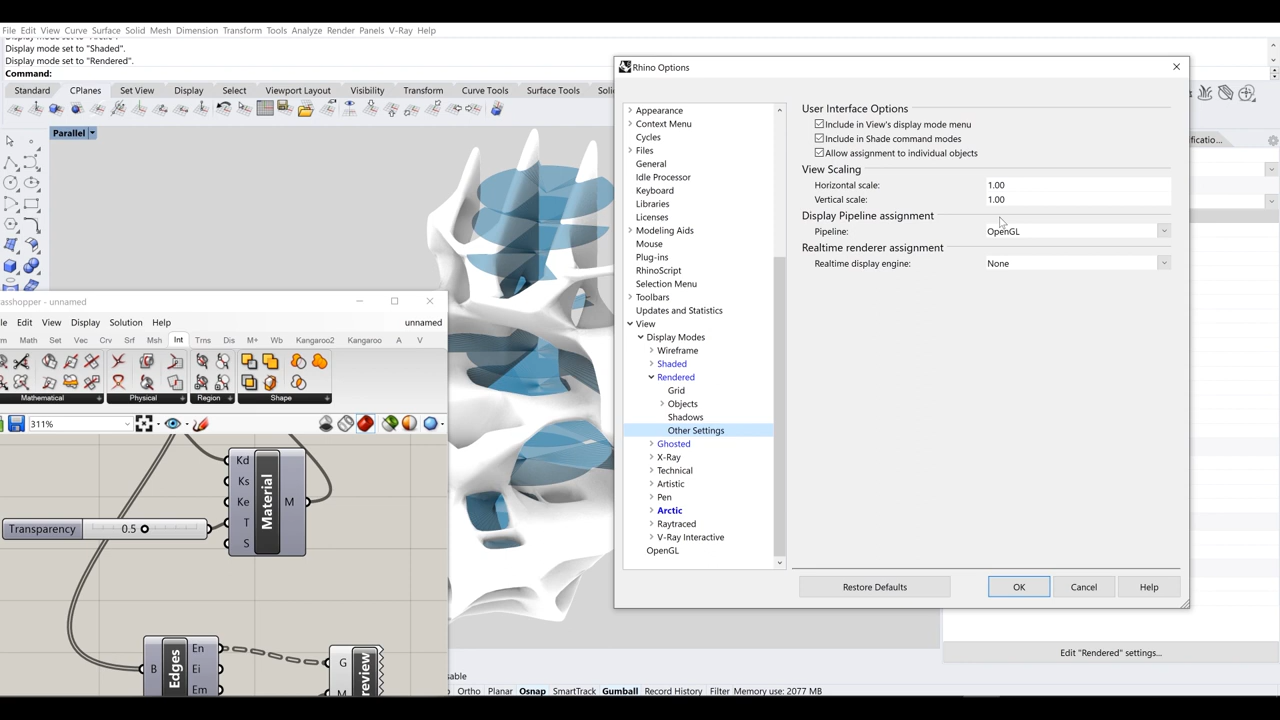 File Edit View Curve Surface Solid Mesh Dimension Transform Tools Analyze Render Panels V-Ray Help
Display mode set to "Shaded".
Display mode set to "Rendered".
Command:
Standard CPlanes Set View Display Select Viewport Layout Visibility Transform Curve Tools Surface Tools
Parallel
Rhino Options
Appearance
Context Menu
Cycles
Files
General
Idle Processor
Keyboard
Libraries
Licenses
Modeling Aids
Mouse
Plug-ins
RhinoScript
Selection Menu
Toolbars
Updates and Statistics
View
Display Modes
Wireframe
Shaded
Rendered
Grid
Objects
Shadows
Other Settings
Ghosted
X-Ray
Technical
Artistic
Pen
Arctic
Raytraced
V-Ray Interactive
OpenGL
User Interface Options
Include in View's display mode menu
Include in Shade command modes
Allow assignment to individual objects
View Scaling
Horizontal scale: 1.00
Vertical scale: 1.00
Display Pipeline assignment
Pipeline: OpenGL
Realtime renderer assignment
Realtime display engine: None
Restore Defaults OK Cancel Help
asshopper - unnamed
le Edit View Display Solution Help unnamed
m Math Set Vec Crv Srf Msh Int Trns Dis M+ Wb Kangaroo2 Kangaroo A V
Mathematical Physical Region Shape
311%
Kd
Ks
Ke
T
S
Material
M
Transparency 0.5
B Edges En
Ei
Em
G
M
review
Edit "Rendered" settings...
sable
Ortho Planar Osnap SmartTrack Gumball Record History Filter Memory use: 2077 MB